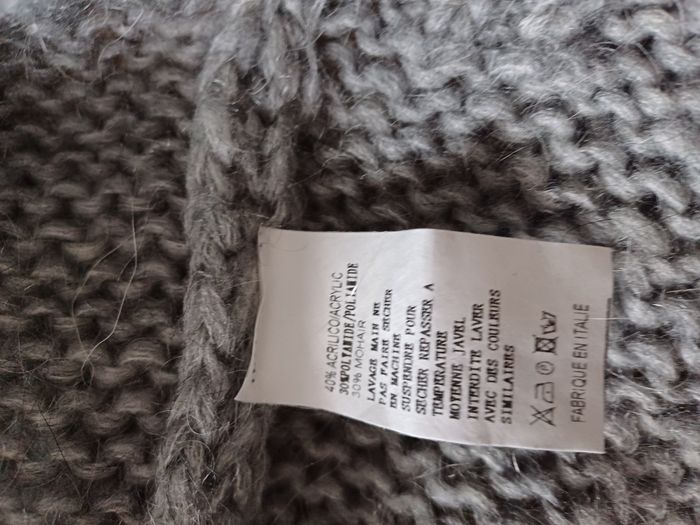 40% ACRILICO/ACRYLIC
30%POLYAMIDE/POLIAMIDE
30% MOHAIR
LAVAGE MAIN NE
PAS FAIRE SECHER
EN MACHINE
SUSPENDRE POUR
SECHER REPASSER A
TEMPERATURE
MOYENNE JAVEL
INTERDITE LAVER
AVEC DES COULEURS
SIMILAIRES
FABRIQUE EN ITALIE